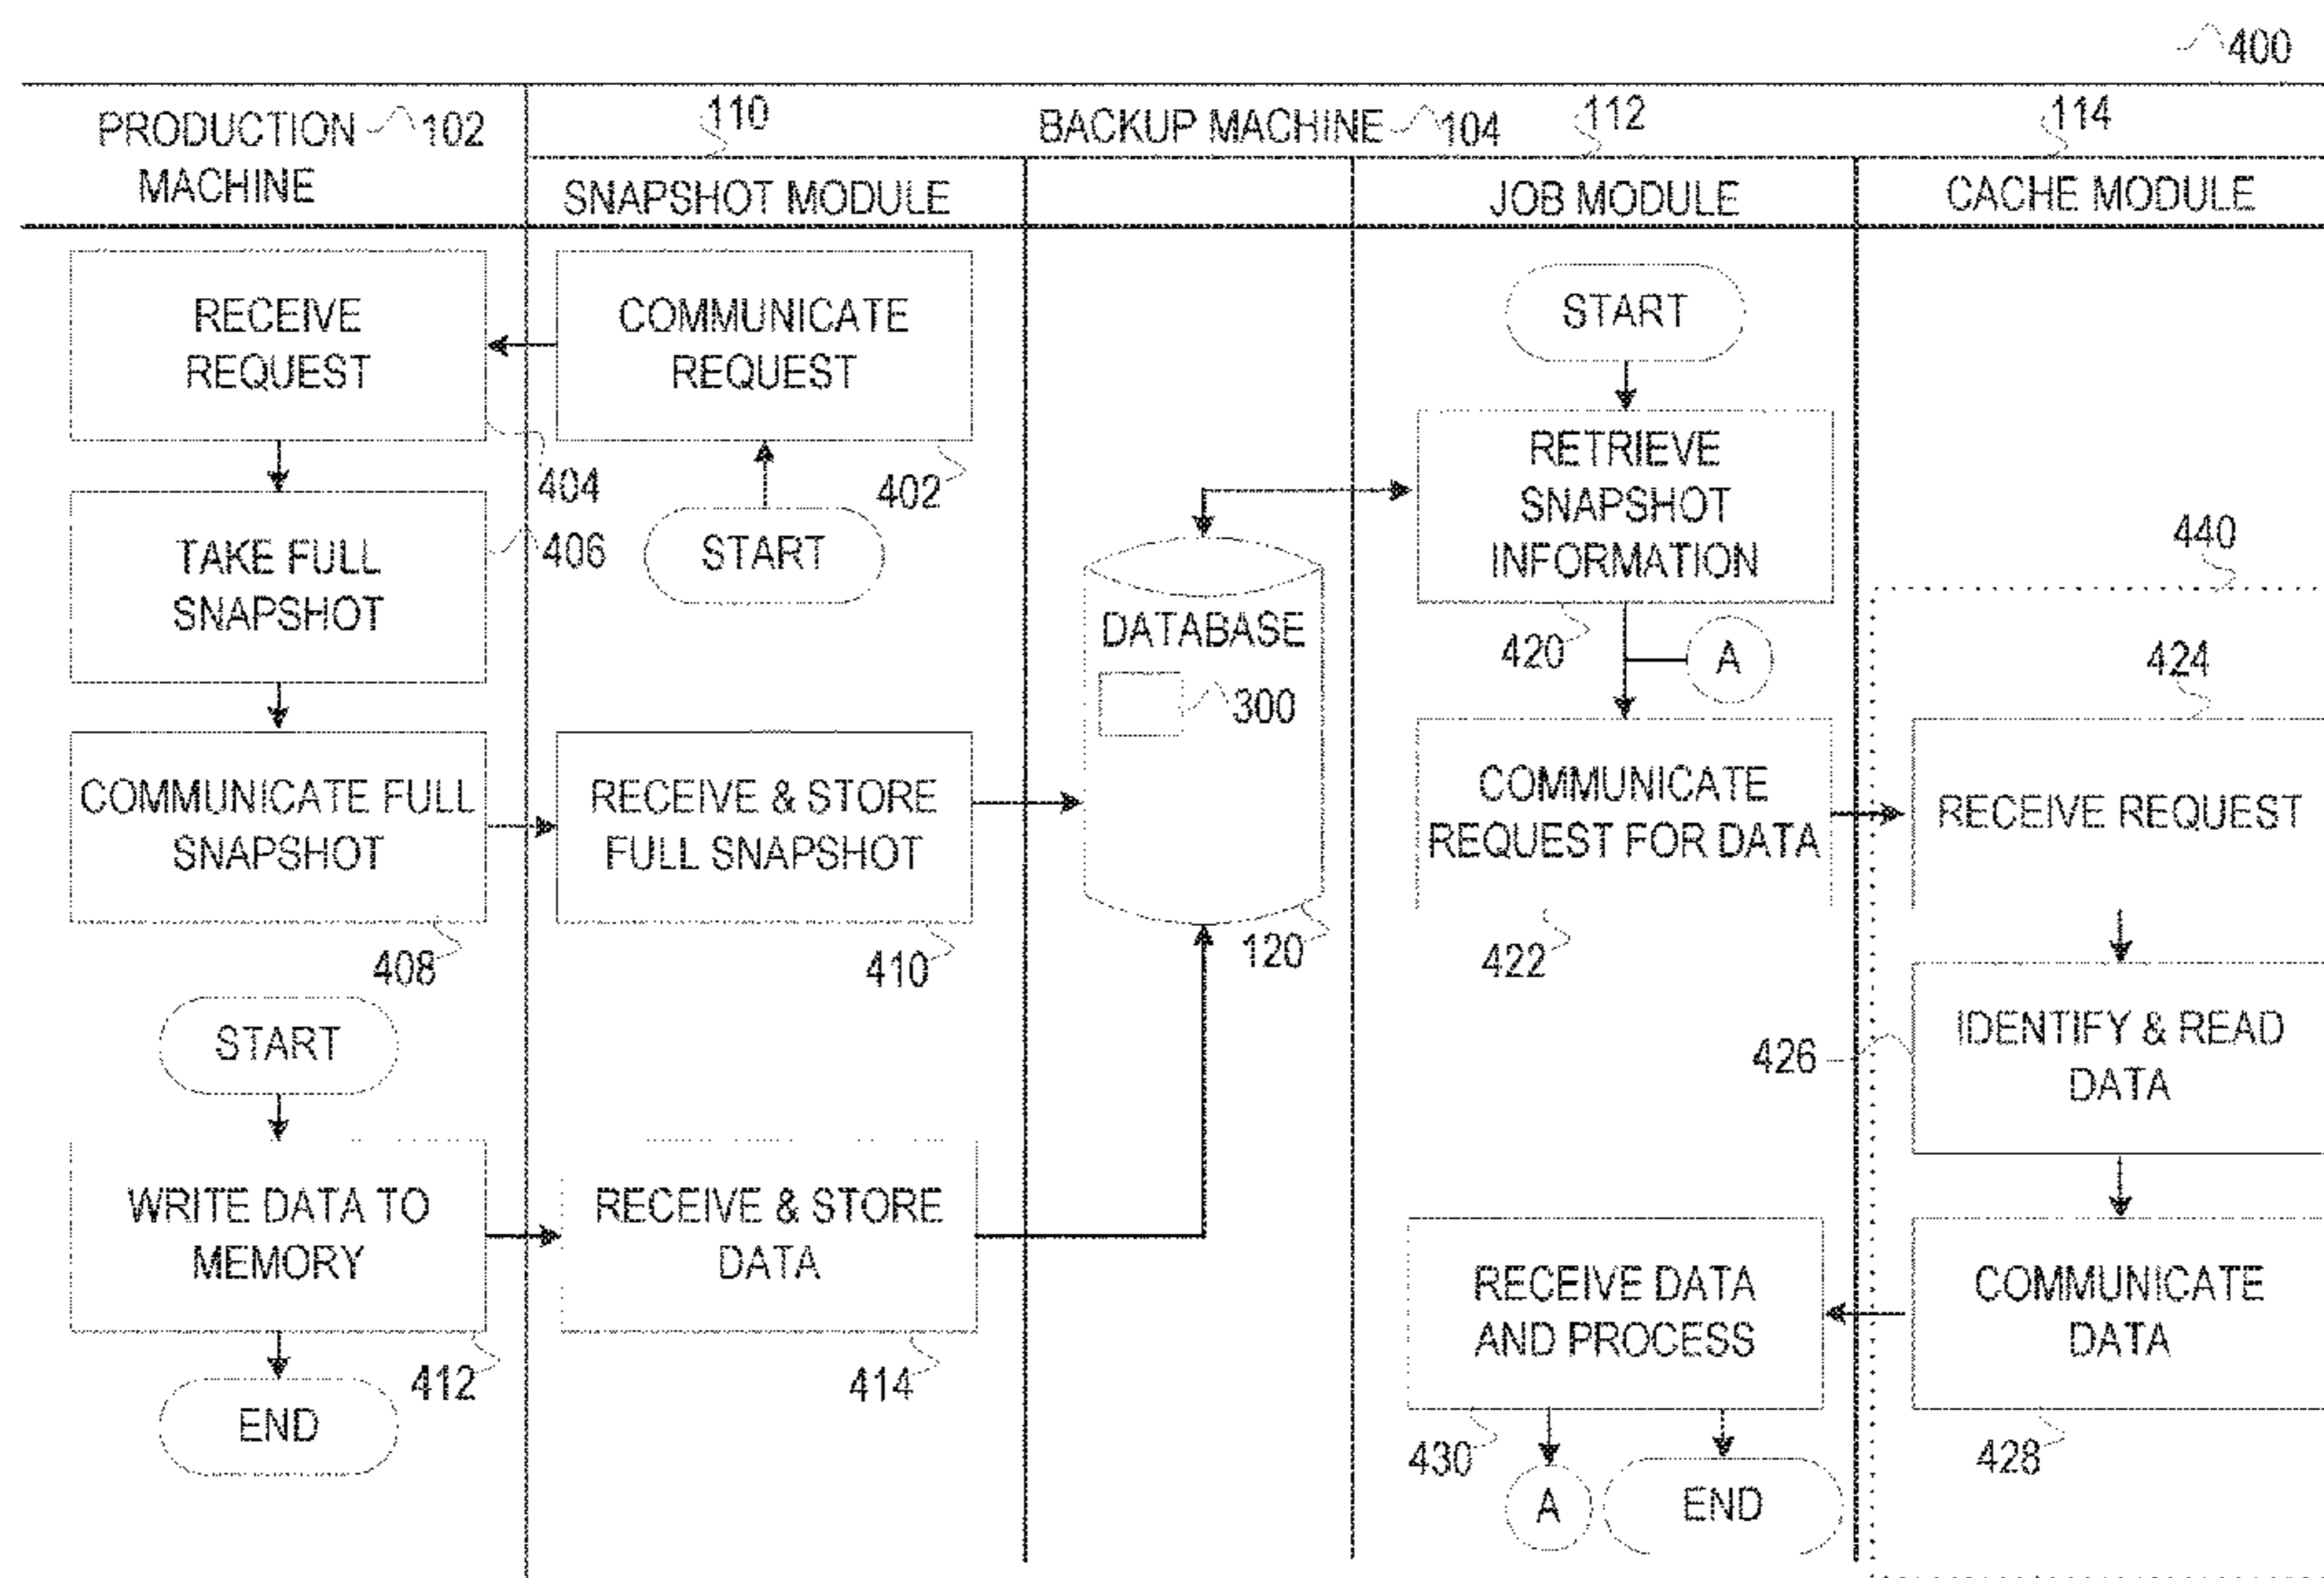 400
PRODUCTION 102
MACHINE
110
BACKUP MACHINE 104
112
114
SNAPSHOT MODULE
JOB MODULE
CACHE MODULE
RECEIVE
REQUEST
404
TAKE FULL
SNAPSHOT
406
COMMUNICATE FULL
SNAPSHOT
408
START
WRITE DATA TO
MEMORY
412
END
COMMUNICATE
REQUEST
402
START
RECEIVE & STORE
FULL SNAPSHOT
410
RECEIVE & STORE
DATA
414
DATABASE
300
120
START
RETRIEVE
SNAPSHOT
INFORMATION
420
A
COMMUNICATE
REQUEST FOR DATA
422
RECEIVE DATA
AND PROCESS
430
A
END
440
424
RECEIVE REQUEST
IDENTIFY & READ
DATA
426
COMMUNICATE
DATA
428